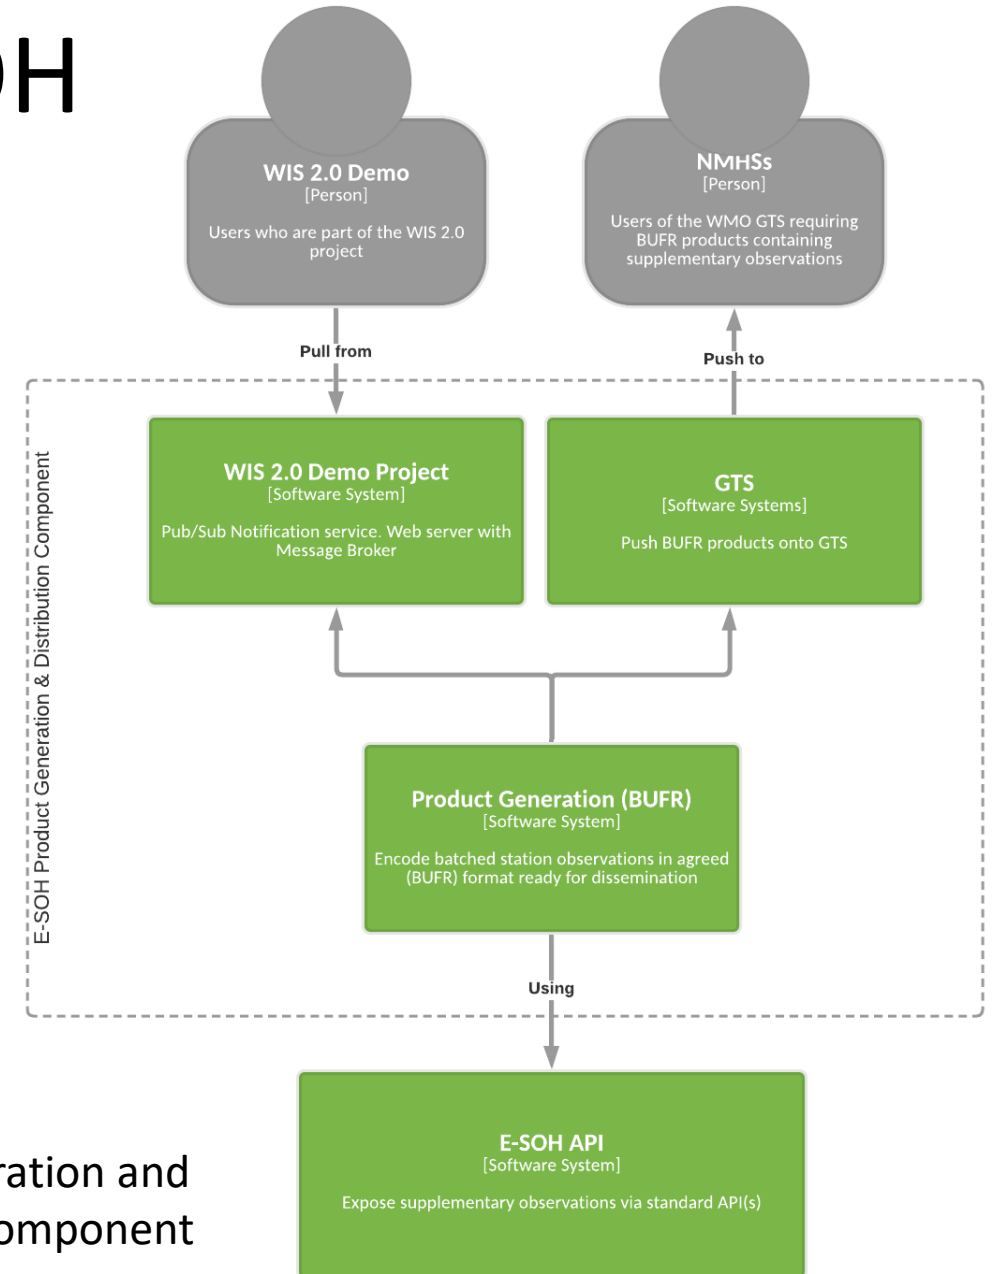 OH
WIS 2.0 Demo
[Person]
Users who are part of the WIS 2.0
project
NMHSs
[Person]
Users of the WMO GTS requiring
BUFR products containing
supplementary observations
Pull from
Push to
E-SOH Product Generation & Distribution Component
WIS 2.0 Demo Project
[Software System]
Pub/Sub Notification service. Web server with
Message Broker
GTS
[Software Systems]
Push BUFR products onto GTS
Product Generation (BUFR)
[Software System]
Encode batched station observations in agreed
(BUFR) format ready for dissemination
Using
E-SOH API
[Software System]
Expose supplementary observations via standard API(s)
ration and
omponent